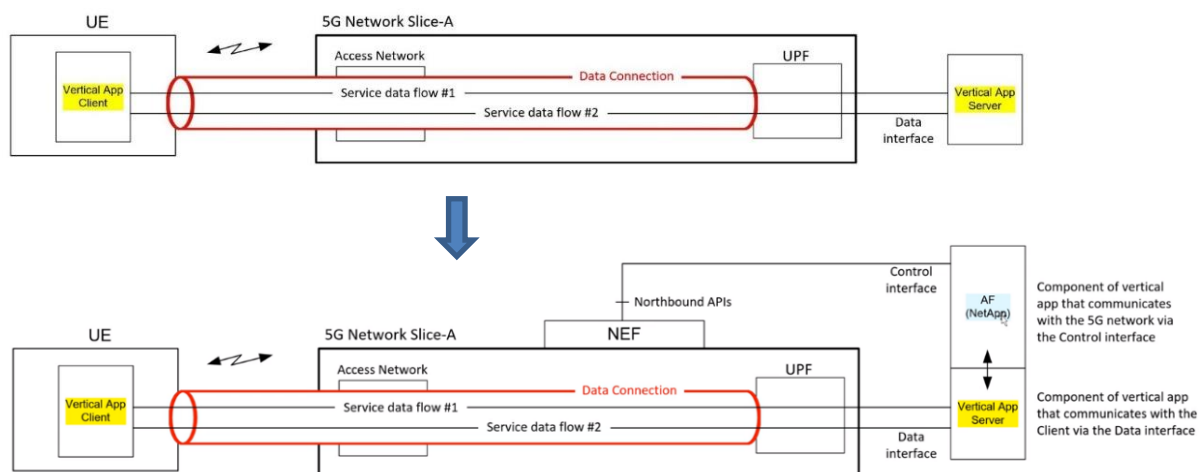 UE
5G Network Slice-A
Access Network
UPF
Data Connection
Vertical App
Client
Service data flow #1
Service data flow #2
Vertical App
Server
Data
interface
Control
interface
Northbound APIs
AF
(NetApp)
Component of vertical
app that communicates
with the 5G network via
the Control interface
NEF
UE
5G Network Slice-A
Access Network
UPF
Data Connection
Vertical App
Client
Service data flow #1
Service data flow #2
Vertical App
Server
Component of vertical app
that communicates with the
Client via the Data interface
Data
interface